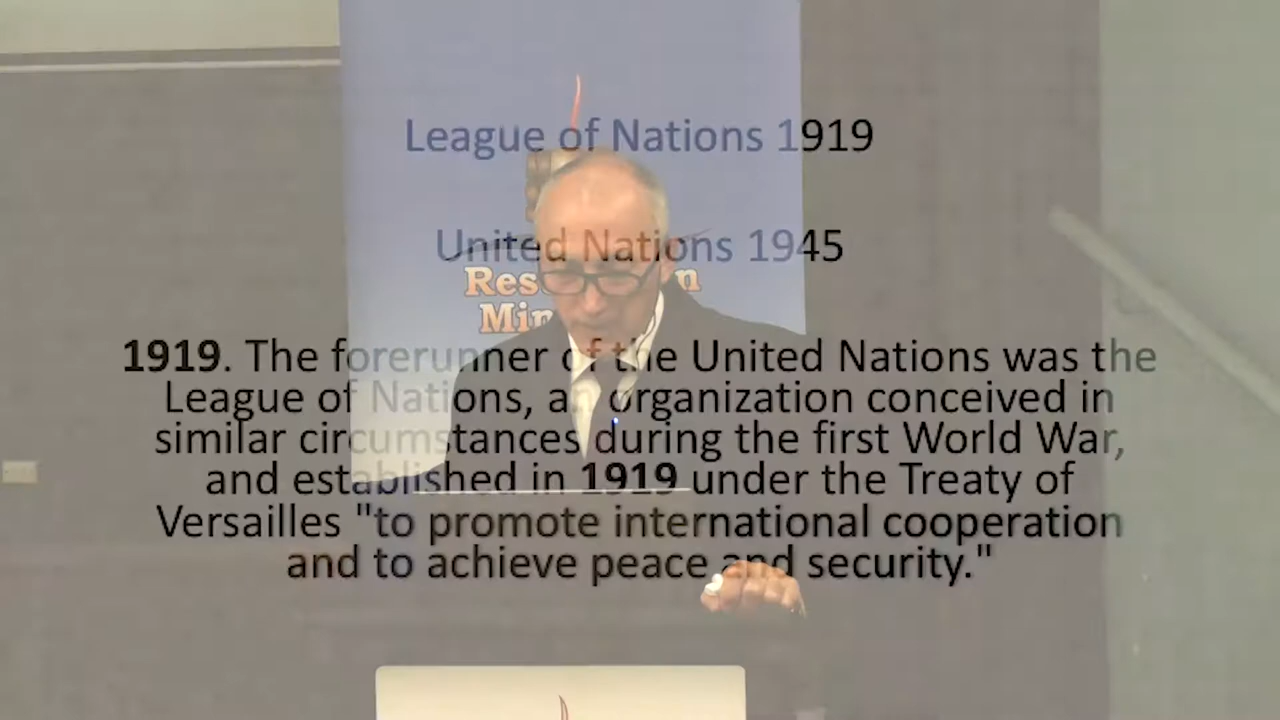 League of Nations 1919
United Nations 1945
Res n
Min
1919. The forerunner of the United Nations was the
League of Nations, an organization conceived in
similar circumstances during the first World War,
and established in 1919 under the Treaty of
Versailles "to promote international cooperation
and to achieve peace and security."